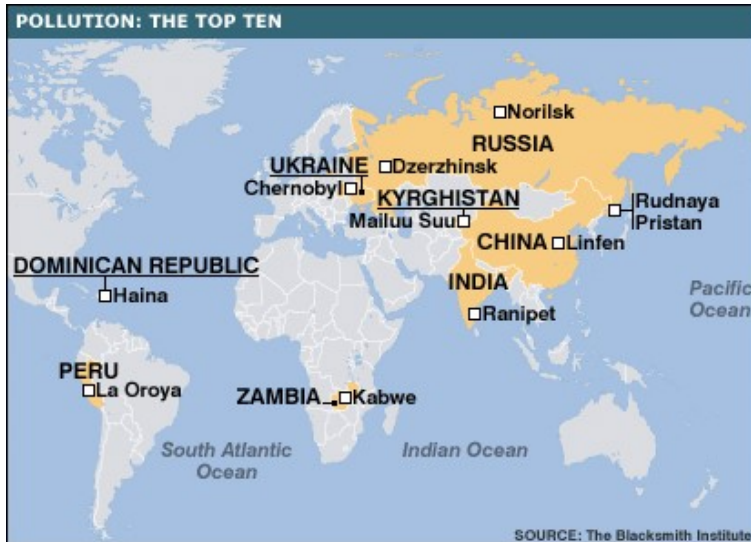 POLLUTION: THE TOP TEN
Norilsk
RUSSIA
UKRAINE
Dzerzhinsk
Chernobyl
KYRGHISTAN
Rudnaya
Pristan
Mailuu Suu
CHINA
Linfen
DOMINICAN REPUBLIC
Haina
INDIA
Pacific
Ocean
Ranipet
PERU
La Oroya
ZAMBIA
Kabwe
South Atlantic
Ocean
Indian Ocean
SOURCE: The Blacksmith Institute